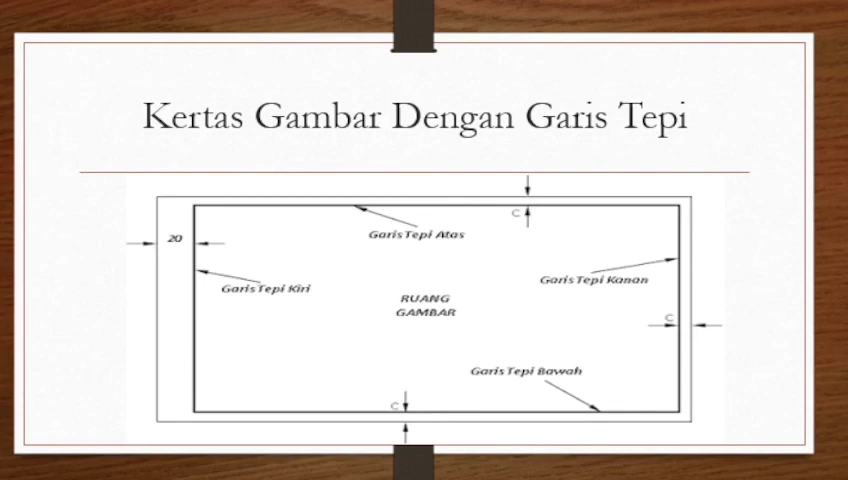 Kertas Gambar Dengan Garis Tepi
C
20
Garis Tepi Atas
Garis Tepi Kiri
Garis Tepi Kanan
RUANG
GAMBAR
C
Garis Tepi Bawah
C